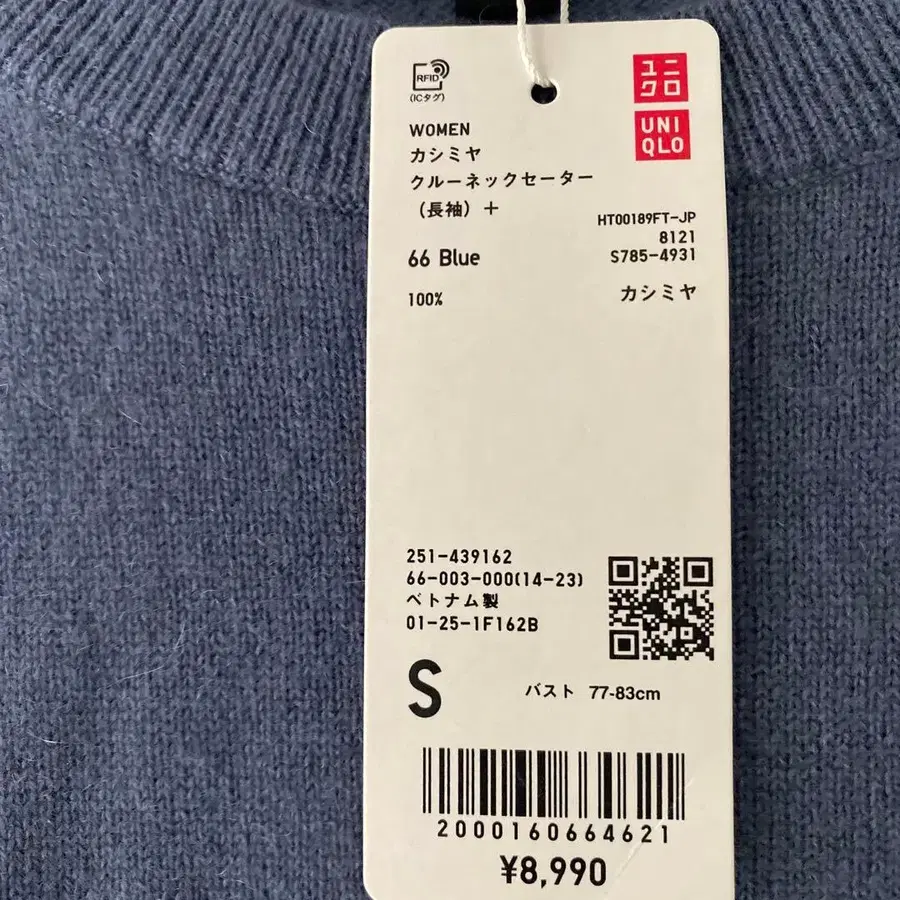 RFID
(ICタグ)
ユニ
クロ
UNI
QLO
WOMEN
カシミヤ
クルーネックセーター
(長袖)+
HT00189FT-JP
8121
66 Blue
S785-4931
100% カシミヤ
251-439162
66-003-000(14-23)
ベトナム製
01-25-1F162B
S バスト 77-83cm
2000160664621
¥8,990